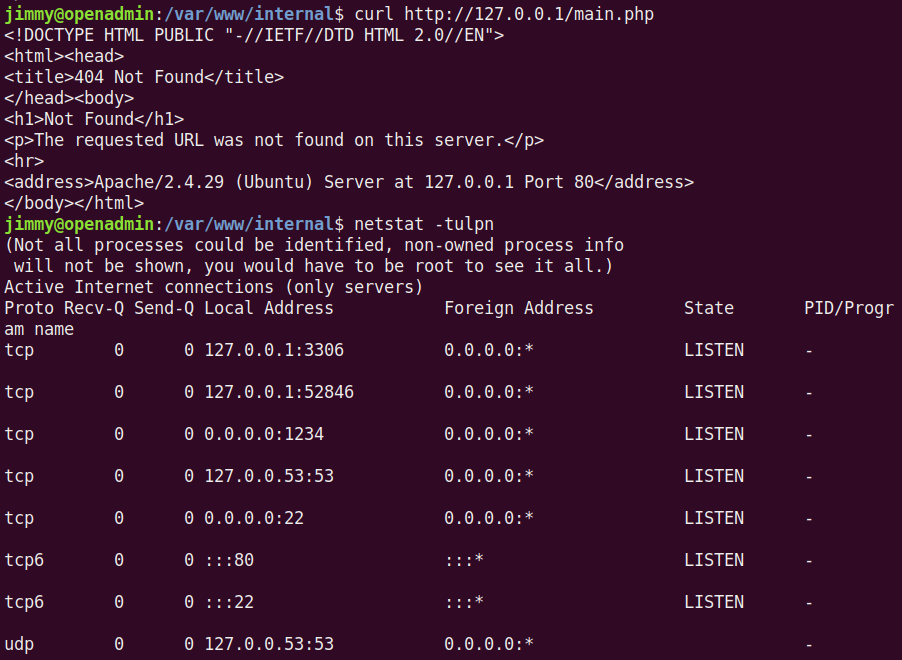 jimmy@openadmin:/var/www/internal$ curl http://127.0.0.1/main.php
<!DOCTYPE HTML PUBLIC "-//IETF//DTD HTML 2.0//EN">
<html><head>
<title>404 Not Found</title>
</head><body>
<h1>Not Found</h1>
<p>The requested URL was not found on this server.</p>
<hr>
<address>Apache/2.4.29 (Ubuntu) Server at 127.0.0.1 Port 80</address>
</body></html>
jimmy@openadmin:/var/www/internal$ netstat -tulpn
(Not all processes could be identified, non-owned process info
 will not be shown, you would have to be root to see it all.)
Active Internet connections (only servers)
Proto Recv-Q Send-Q Local Address           Foreign Address         State       PID/Progr
am name
tcp        0      0 127.0.0.1:3306          0.0.0.0:*               LISTEN      -
tcp        0      0 127.0.0.1:52846         0.0.0.0:*               LISTEN      -
tcp        0      0 0.0.0.0:1234            0.0.0.0:*               LISTEN      -
tcp        0      0 127.0.0.53:53           0.0.0.0:*               LISTEN      -
tcp        0      0 0.0.0.0:22              0.0.0.0:*               LISTEN      -
tcp6       0      0 :::80                   :::*                    LISTEN      -
tcp6       0      0 :::22                   :::*                    LISTEN      -
udp        0      0 127.0.0.53:53           0.0.0.0:*                           -